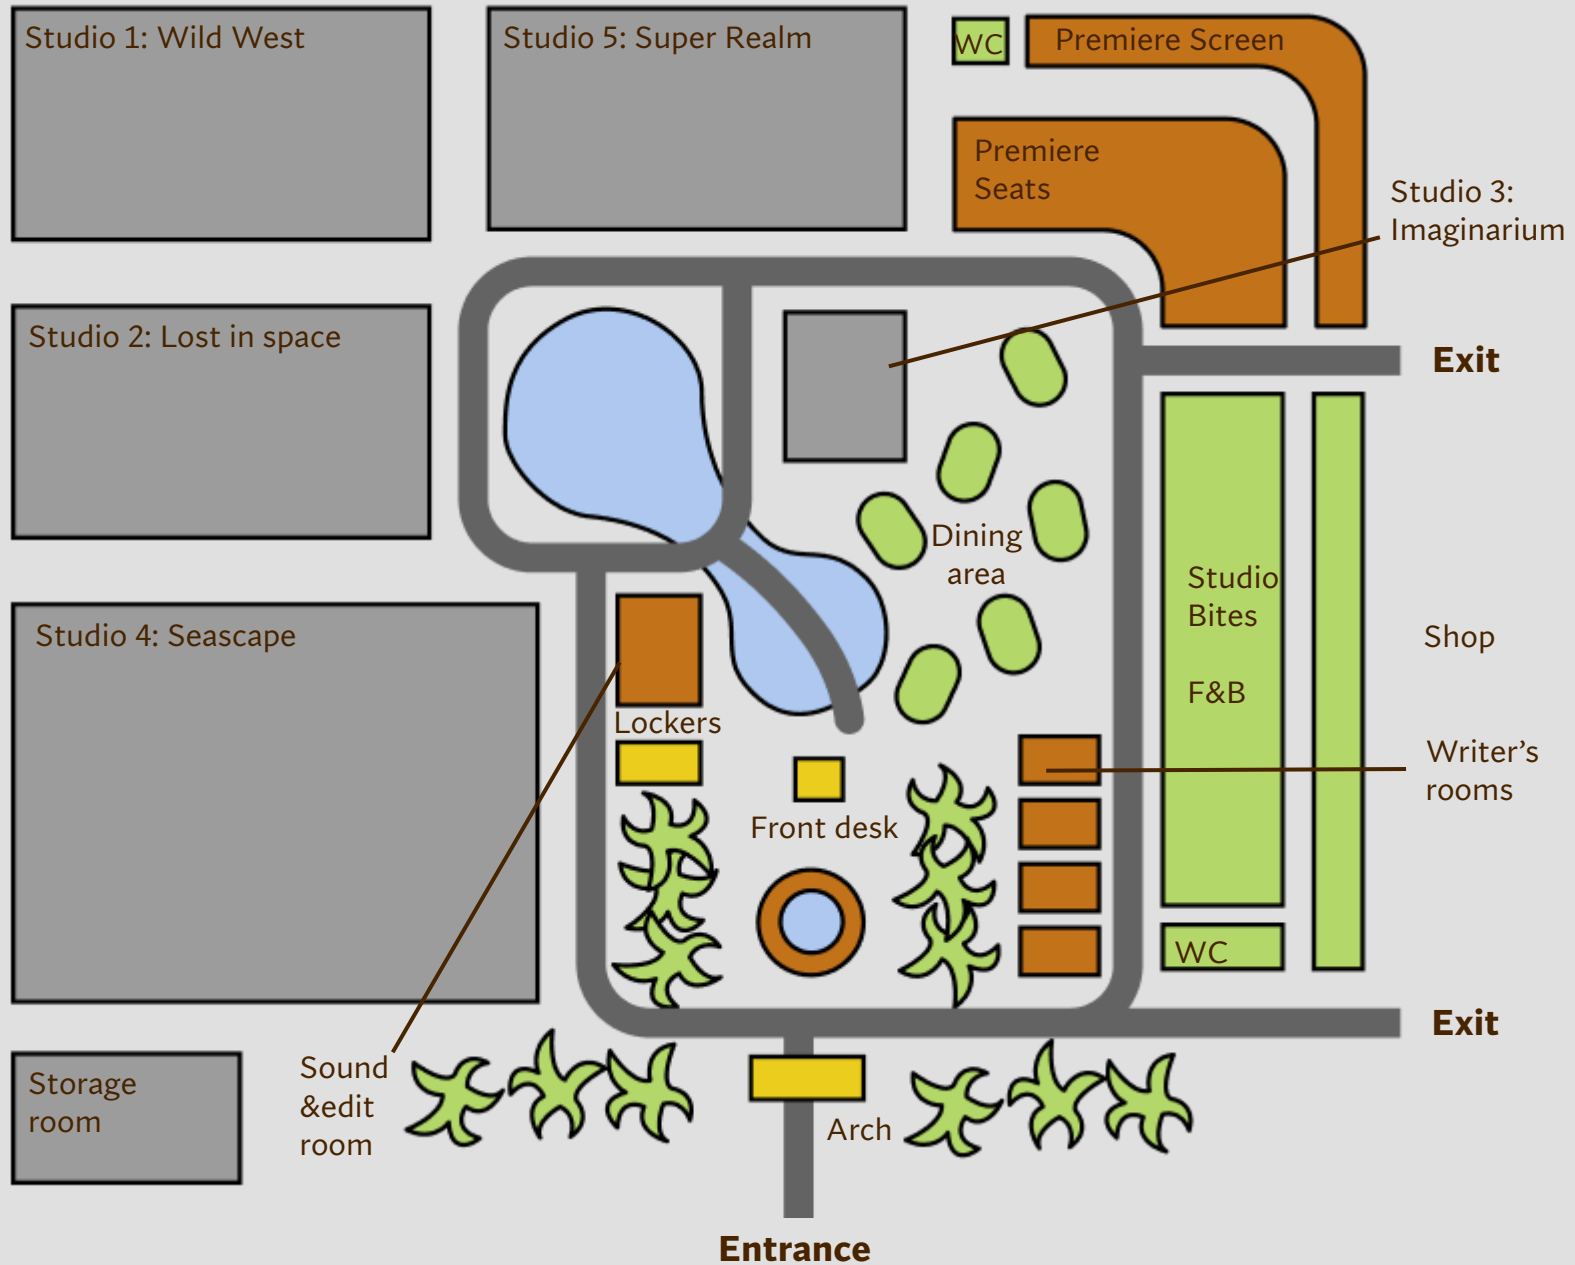 Studio 1: Wild West
Studio 5: Super Realm
WC
Premiere Screen
Premiere
Seats
Studio 3:
Imaginarium
Studio 2: Lost in space
Exit
Dining
area
Studio
Bites
F&B
Shop
Studio 4: Seascape
Lockers
Writer's
rooms
Front desk
WC
Exit
Storage
room
Sound
&edit
room
Arch
Entrance